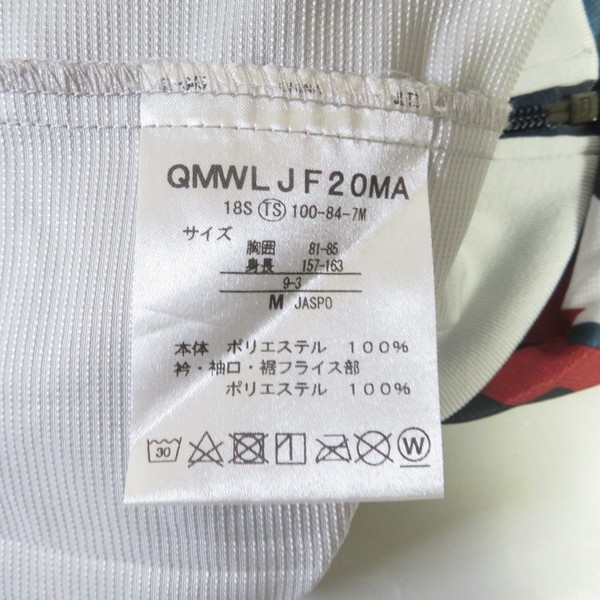 QMWLJF20MA
18S TS 100-84-7M
サイズ
胸囲 81-85
身長 157-163
9-3
M JASPO
本体 ポリエステル 100%
衿・袖口・裾フライス部
ポリエステル 100%
30 W